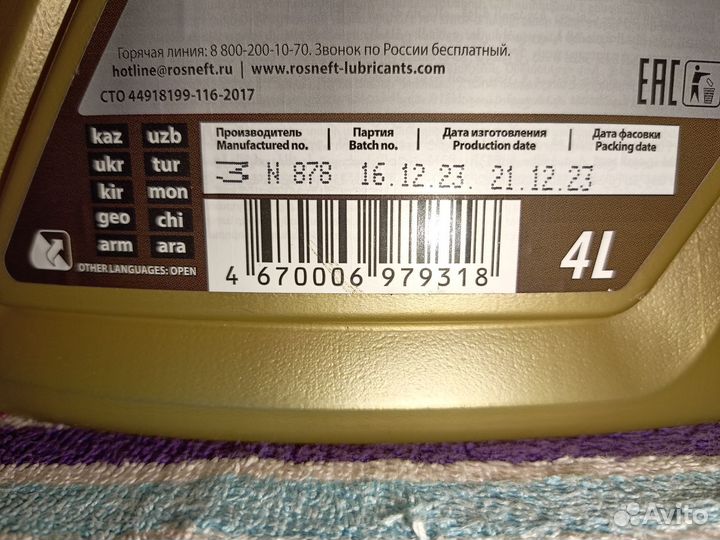 Горячая линия: 8 800-200-10-70. Звонок по России бесплатный.
hotline@rosneft.ru | www.rosneft-lubricants.com
СТО 44918199-116-2017
EAC
kaz uzb
ukr tur
kir mon
geo chi
arm ara
OTHER LANGUAGES: OPEN
Производитель Партия Дата изготовления Дата фасовки
Manufactured no. Batch no. Production date Packing date
N 878 16.12.23. 21.12.23
4 670006 979318
4L
Avito